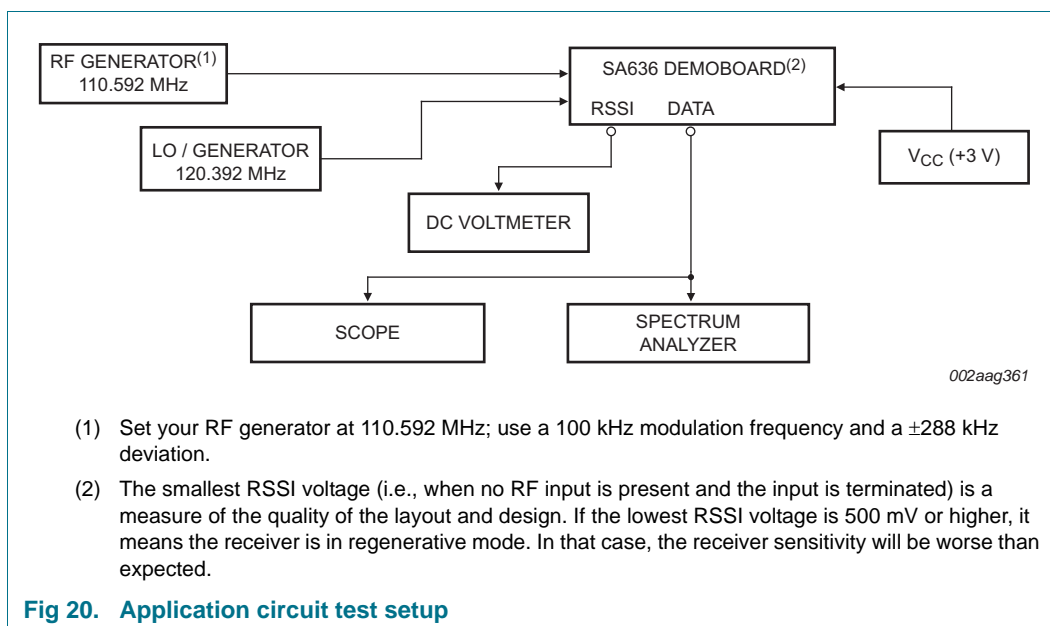 RF GENERATOR(1)
110.592 MHz
SA636 DEMOBOARD(2)
RSSI DATA
LO / GENERATOR
120.392 MHz
VCC (+3 V)
DC VOLTMETER
SCOPE
SPECTRUM
ANALYZER
002aag361
(1) Set your RF generator at 110.592 MHz; use a 100 kHz modulation frequency and a ±288 kHz
deviation.
(2) The smallest RSSI voltage (i.e., when no RF input is present and the input is terminated) is a
measure of the quality of the layout and design. If the lowest RSSI voltage is 500 mV or higher, it
means the receiver is in regenerative mode. In that case, the receiver sensitivity will be worse than
expected.
Fig 20. Application circuit test setup